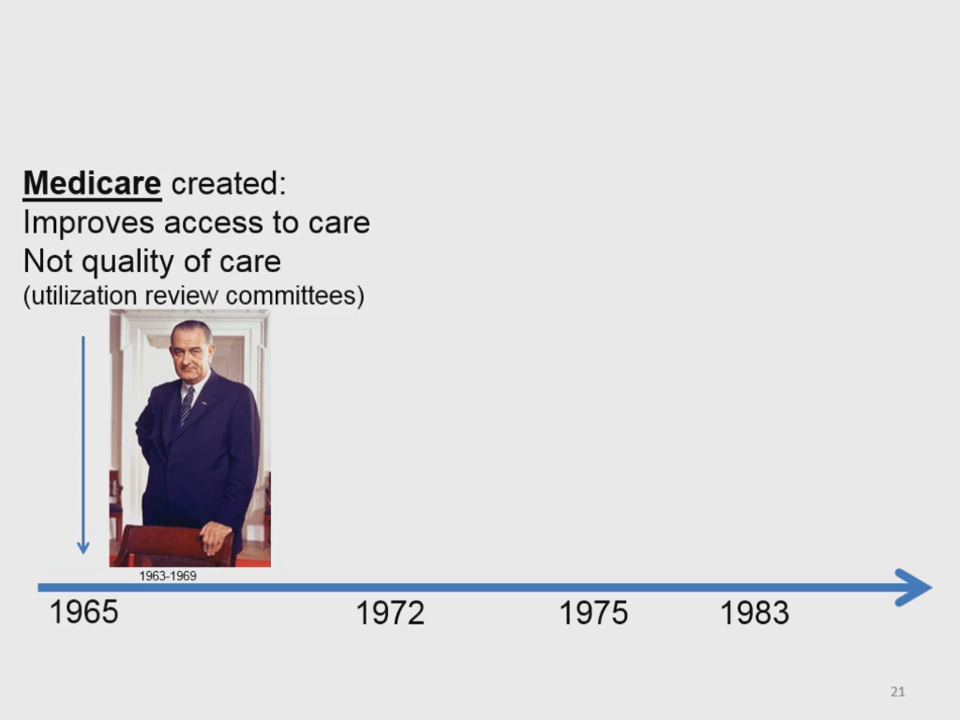 Medicare created:
Improves access to care
Not quality of care
(utilization review committees)
1963-1969
1965
1972
1975
1983
21